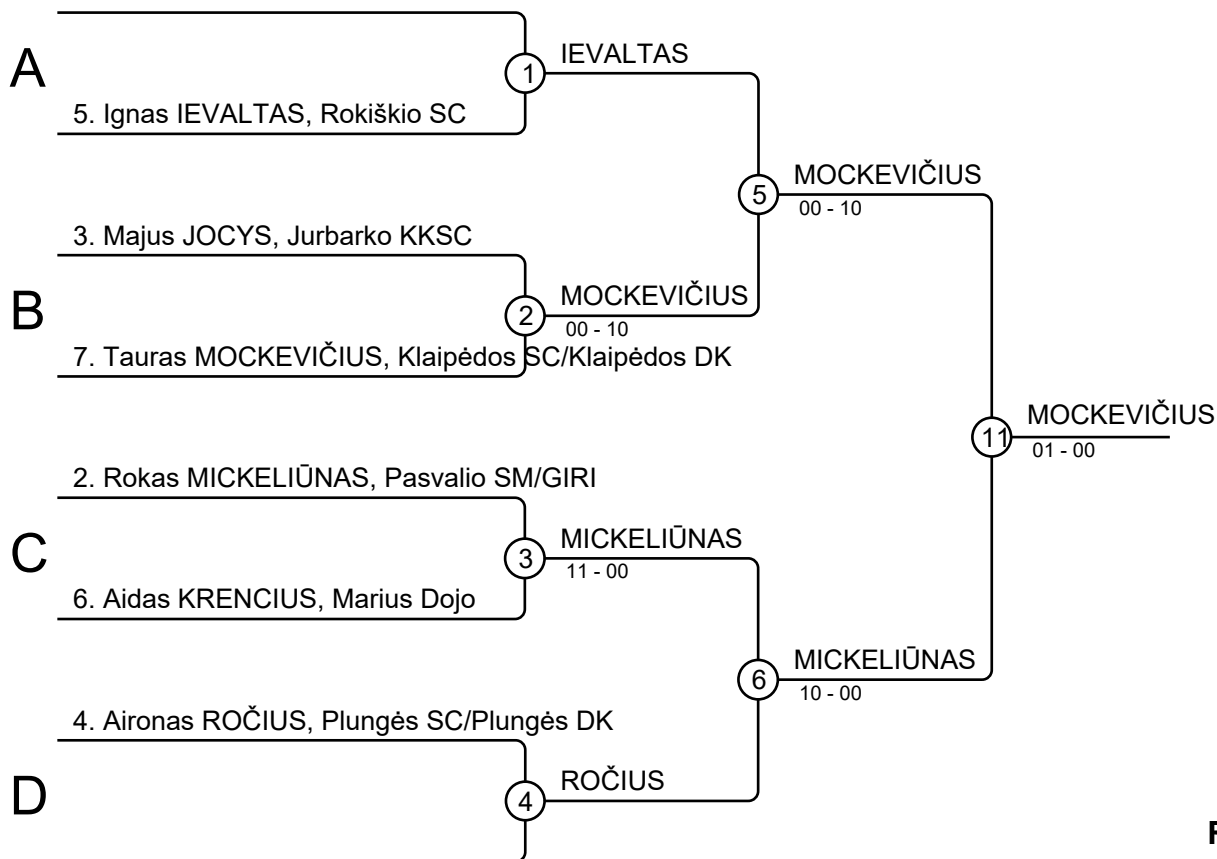 IEVALTAS
A
1
5. Ignas IEVALTAS, Rokiškio SC
MOCKEVIČIUS
5
00 - 10
3. Majus JOCYS, Jurbarko KKSC
B
MOCKEVIČIUS
2
00 - 10
7. Tauras MOCKEVIČIUS, Klaipėdos SC/Klaipėdos DK
MOCKEVIČIUS
11
01 - 00
2. Rokas MICKELIŪNAS, Pasvalio SM/GIRI
C
MICKELIŪNAS
3
11 - 00
6. Aidas KRENCIUS, Marius Dojo
MICKELIŪNAS
6
10 - 00
4. Aironas ROČIUS, Plungės SC/Plungės DK
D
ROČIUS
4